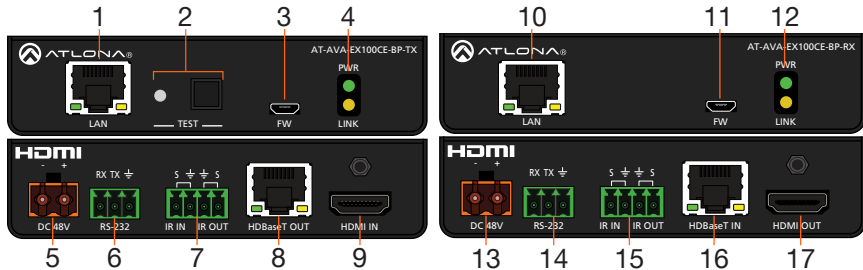 1 2 3 4
ATLONA®
AT-AVA-EX100CE-BP-TX
PWR
LAN
TEST
FW
LINK
HDMI
- +
DC 48V
RX TX
RS-232
S S
IR IN IR OUT
HDBaseT OUT
HDMI IN
5 6 7 8 9
10 11 12
ATLONA®
AT-AVA-EX100CE-BP-RX
PWR
LAN
FW
LINK
HDMI
- +
DC 48V
RX TX
RS-232
S S
IR IN IR OUT
HDBaseT IN
HDMI OUT
13 14 15 16 17